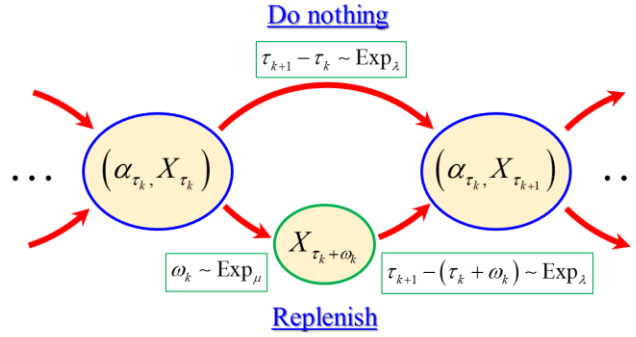 Do nothing
τ_{k+1} − τ_k ~ Exp_λ
… (α_{τ_k}, X_{τ_k}) (α_{τ_k}, X_{τ_{k+1}}) ..
X_{τ_k+ω_k}
ω_k ~ Exp_μ τ_{k+1} − (τ_k + ω_k) ~ Exp_λ
Replenish